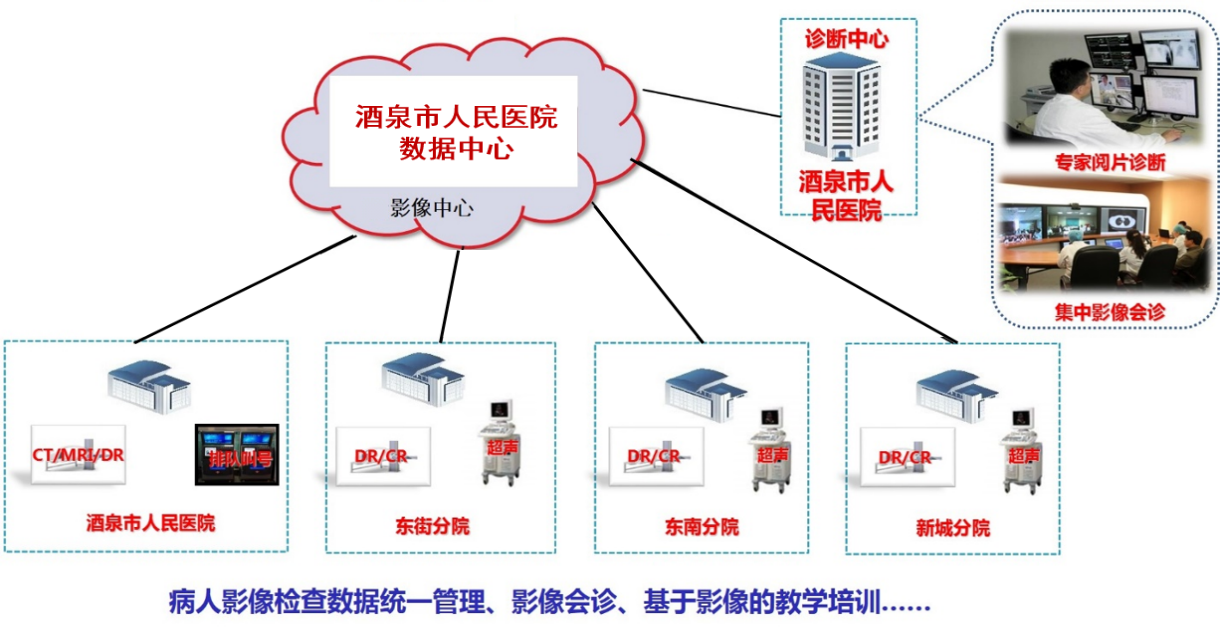 酒泉市人民医院
数据中心
影像中心
诊断中心
酒泉市人
民医院
专家阅片诊断
集中影像会诊
CT/MRI/DR
排队叫号
酒泉市人民医院
DR/CR
超声
东街分院
DR/CR
超声
东南分院
DR/CR
超声
新城分院
病人影像检查数据统一管理、影像会诊、基于影像的教学培训......